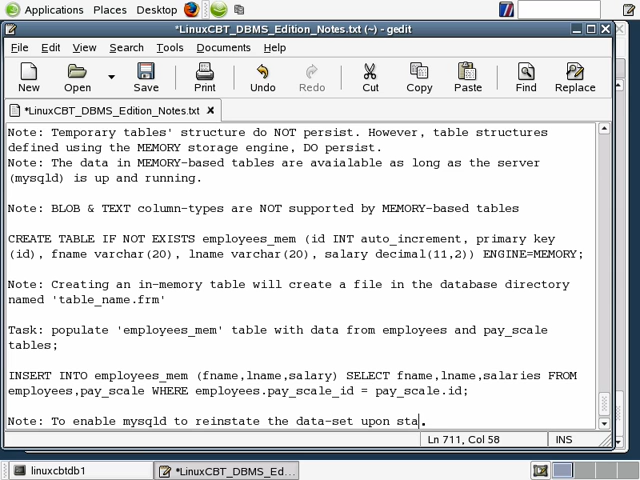 Applications Places Desktop
*LinuxCBT_DBMS_Edition_Notes.txt (~) - gedit
File Edit View Search Tools Documents Help
New Open Save Print Undo Redo Cut Copy Paste Find Replace
*LinuxCBT_DBMS_Edition_Notes.txt x
Note: Temporary tables' structure do NOT persist. However, table structures
defined using the MEMORY storage engine, DO persist.
Note: The data in MEMORY-based tables are avaialable as long as the server
(mysqld) is up and running.
Note: BLOB & TEXT column-types are NOT supported by MEMORY-based tables
CREATE TABLE IF NOT EXISTS employees_mem (id INT auto_increment, primary key
(id), fname varchar(20), lname varchar(20), salary decimal(11,2)) ENGINE=MEMORY;
Note: Creating an in-memory table will create a file in the database directory
named 'table_name.frm'
Task: populate 'employees_mem' table with data from employees and pay_scale
tables;
INSERT INTO employees_mem (fname,lname,salary) SELECT fname,lname,salaries FROM
employees,pay_scale WHERE employees.pay_scale_id = pay_scale.id;
Note: To enable mysqld to reinstate the data-set upon sta.
Ln 711, Col 58 INS
linuxcbtdb1 *LinuxCBT_DBMS_Ed...